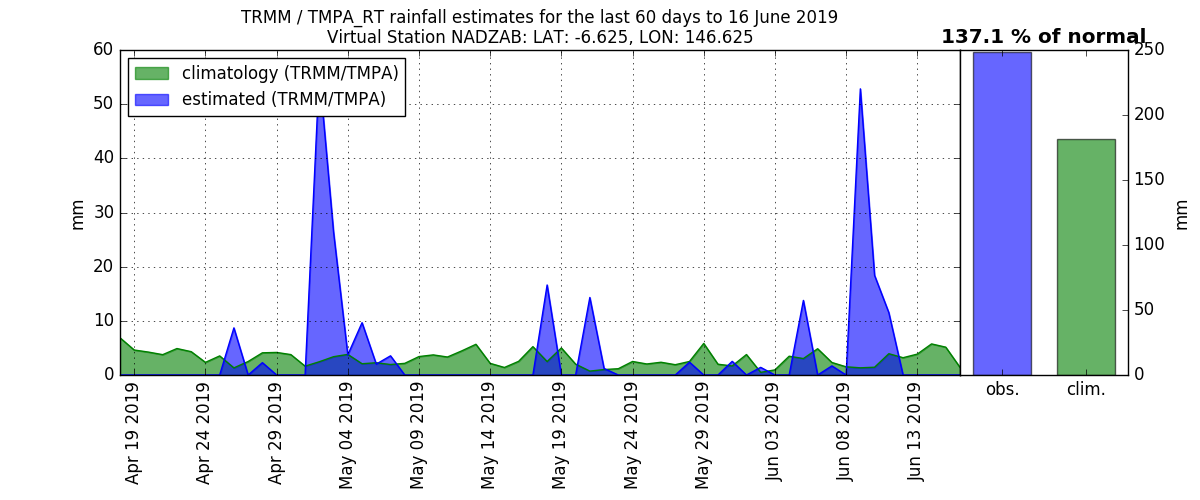 TRMM / TMPA_RT rainfall estimates for the last 60 days to 16 June 2019
Virtual Station NADZAB: LAT: -6.625, LON: 146.625
137.1 % of normal
climatology (TRMM/TMPA)
estimated (TRMM/TMPA)
60
50
40
30
20
10
0
mm
250
200
150
100
50
0
mm
Apr 19 2019
Apr 24 2019
Apr 29 2019
May 04 2019
May 09 2019
May 14 2019
May 19 2019
May 24 2019
May 29 2019
Jun 03 2019
Jun 08 2019
Jun 13 2019
obs.
clim.